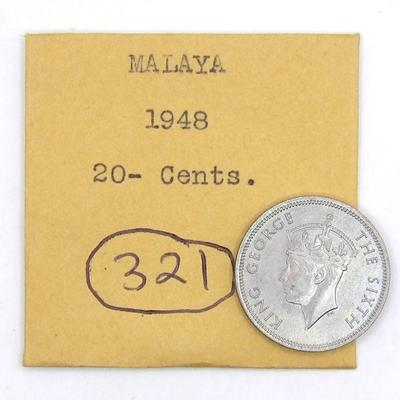 MALAYA
1948
20- Cents.
321
KING GEORGE THE SIXTH